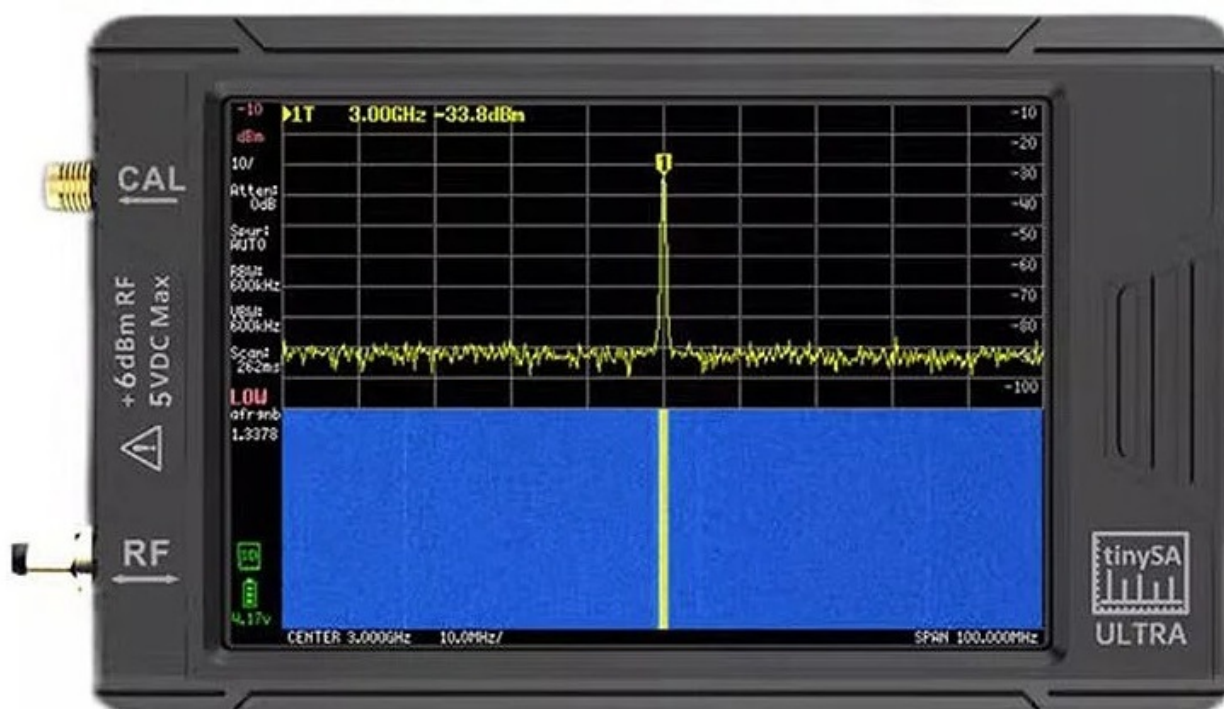 -10
dBm
10/
Atten:
0dB
Spur:
AUTO
RBW:
600kHz
VBW:
600kHz
Scan:
262ms
LOW
1.3378
SD
4.17v
1T 3.00GHz -33.8dBm
1
-10
-20
-30
-40
-50
-60
-70
-80
-100
CENTER 3.000GHz 10.0MHz/ SPAN 100.000MHz
CAL
+6dBm RF
5VDC Max
RF
tinySA
ULTRA